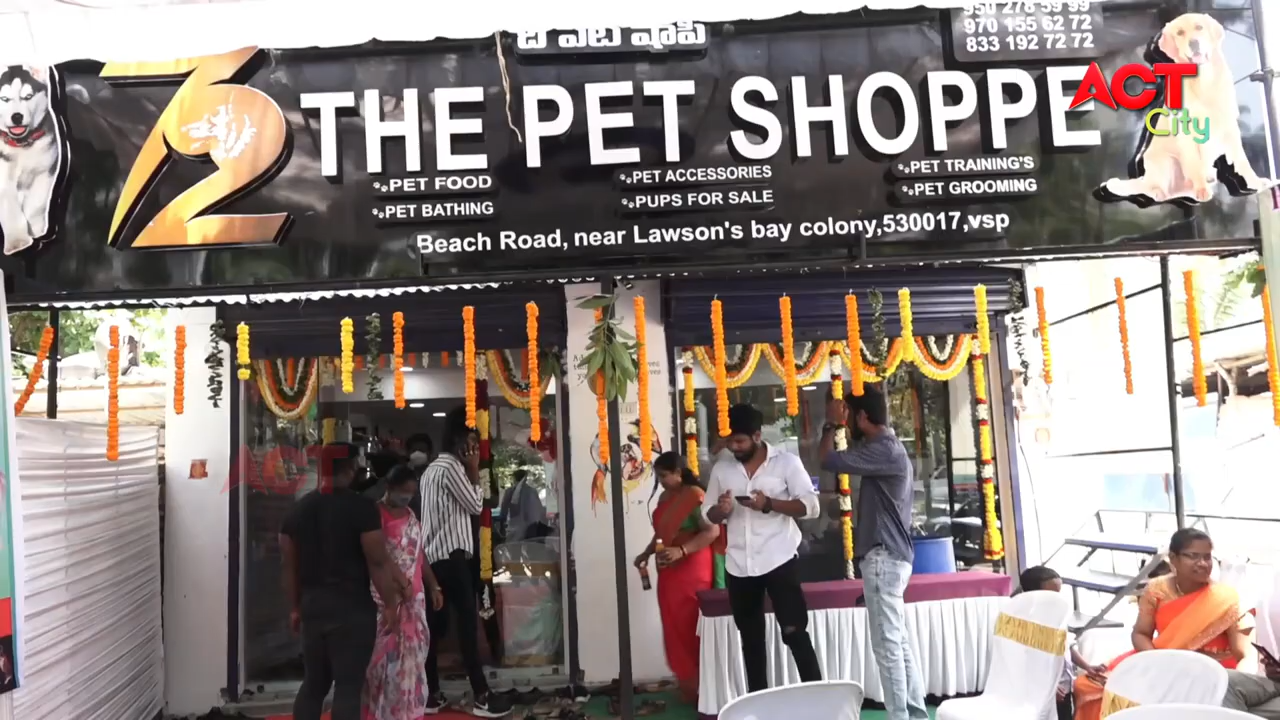 ది పెట్ షాపి
950 278 59 99
970 155 62 72
833 192 72 72
72
THE PET SHOPPE
ACT
City
PET FOOD
PET ACCESSORIES
PET TRAINING'S
PET BATHING
PUPS FOR SALE
PET GROOMING
Beach Road, near Lawson's bay colony,530017,vsp
ACT